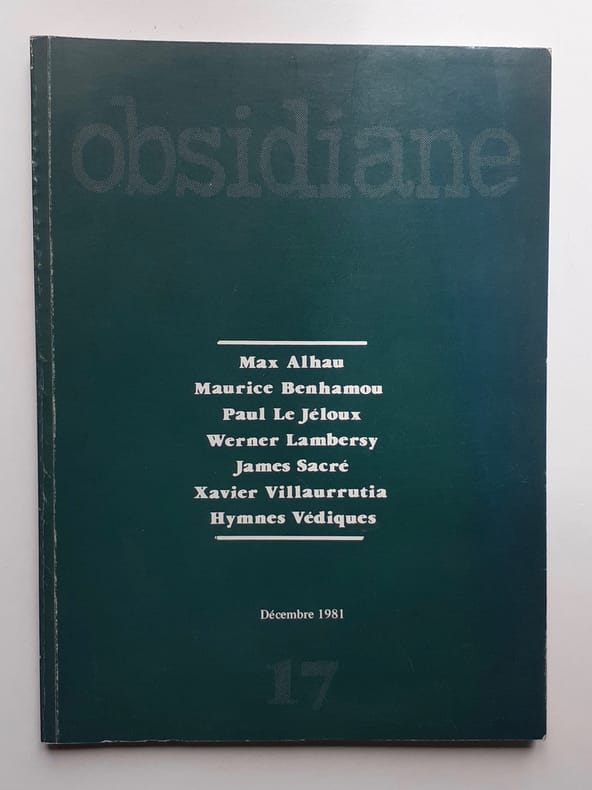 obsidiane
Max Alhau
Maurice Benhamou
Paul Le Jéloux
Werner Lambersy
James Sacré
Xavier Villaurrutia
Hymnes Védiques
Décembre 1981
17